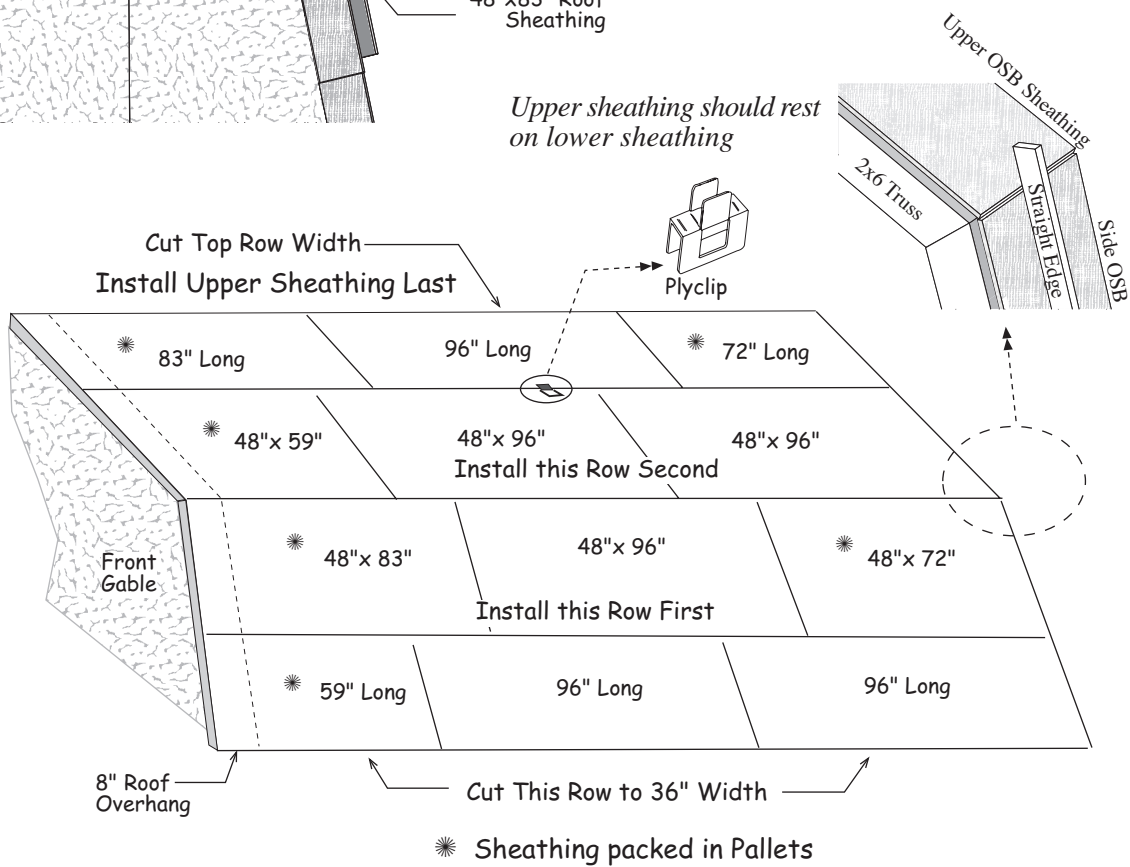 48"x83" Roof
Sheathing
Upper sheathing should rest
on lower sheathing
Upper OSB Sheathing
2x6 Truss
Straight Edge
Side OSB
Plyclip
Cut Top Row Width
Install Upper Sheathing Last
83" Long
96" Long
72" Long
48"x 59"
48"x 96"
48"x 96"
Install this Row Second
48"x 83"
48"x 96"
48"x 72"
Front
Gable
Install this Row First
59" Long
96" Long
96" Long
8" Roof
Overhang
Cut This Row to 36" Width
Sheathing packed in Pallets